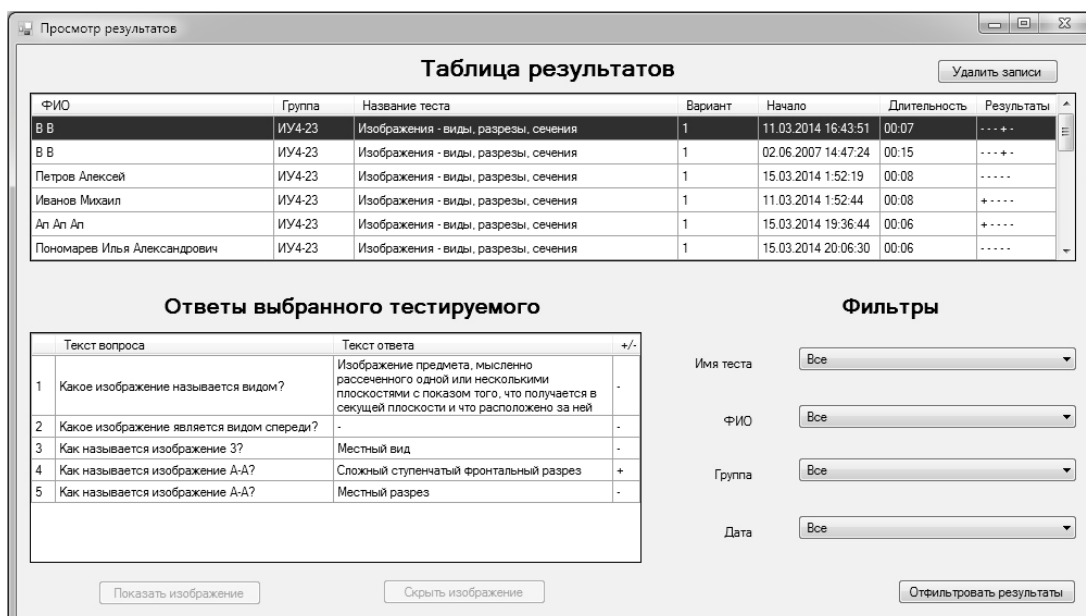 Просмотр результатов
Таблица результатов
Удалить записи
ФИО Группа Название теста Вариант Начало Длительность Результаты
В В ИУ4-23 Изображения - виды, разрезы, сечения 1 11.03.2014 16:43:51 00:07 - - - + -
В В ИУ4-23 Изображения - виды, разрезы, сечения 1 02.06.2007 14:47:24 00:15 - - - + -
Петров Алексей ИУ4-23 Изображения - виды, разрезы, сечения 1 15.03.2014 1:52:19 00:08 - - - - -
Иванов Михаил ИУ4-23 Изображения - виды, разрезы, сечения 1 11.03.2014 1:52:44 00:08 + - - - -
Ап Ап Ап ИУ4-23 Изображения - виды, разрезы, сечения 1 15.03.2014 19:36:44 00:06 + - - - -
Пономарев Илья Александрович ИУ4-23 Изображения - виды, разрезы, сечения 1 15.03.2014 20:06:30 00:06 - - - - -
Ответы выбранного тестируемого
Текст вопроса Текст ответа +/-
1 Какое изображение называется видом? Изображение предмета, мысленно
рассеченного одной или несколькими
плоскостями с показом того, что получается в
секущей плоскости и что расположено за ней -
2 Какое изображение является видом спереди? - -
3 Как называется изображение 3? Местный вид -
4 Как называется изображение А-А? Сложный ступенчатый фронтальный разрез +
5 Как называется изображение А-А? Местный разрез -
Показать изображение
Скрыть изображение
Фильтры
Имя теста Все
ФИО Все
Группа Все
Дата Все
Отфильтровать результаты